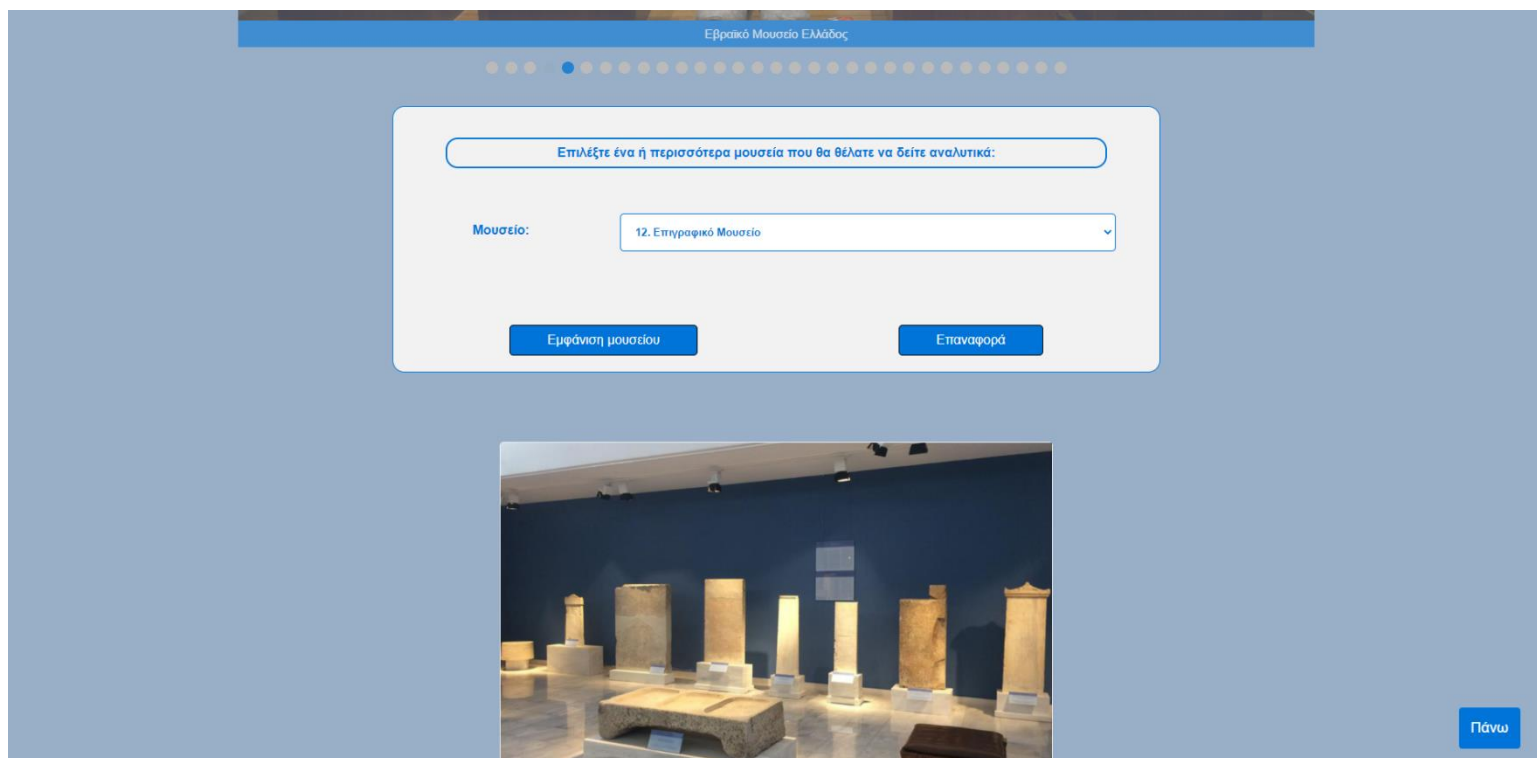 Εβραϊκό Μουσείο Ελλάδος
Επιλέξτε ένα ή περισσότερα μουσεία που θα θέλατε να δείτε αναλυτικά:
Μουσείο:
12. Επιγραφικό Μουσείο
Εμφάνιση μουσείου
Επαναφορά
Πάνω